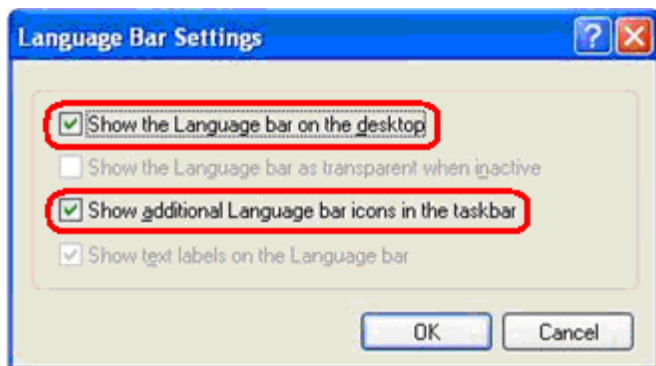 Language Bar Settings
Show the Language bar on the desktop
Show the Language bar as transparent when inactive
Show additional Language bar icons in the taskbar
Show text labels on the Language bar
OK Cancel